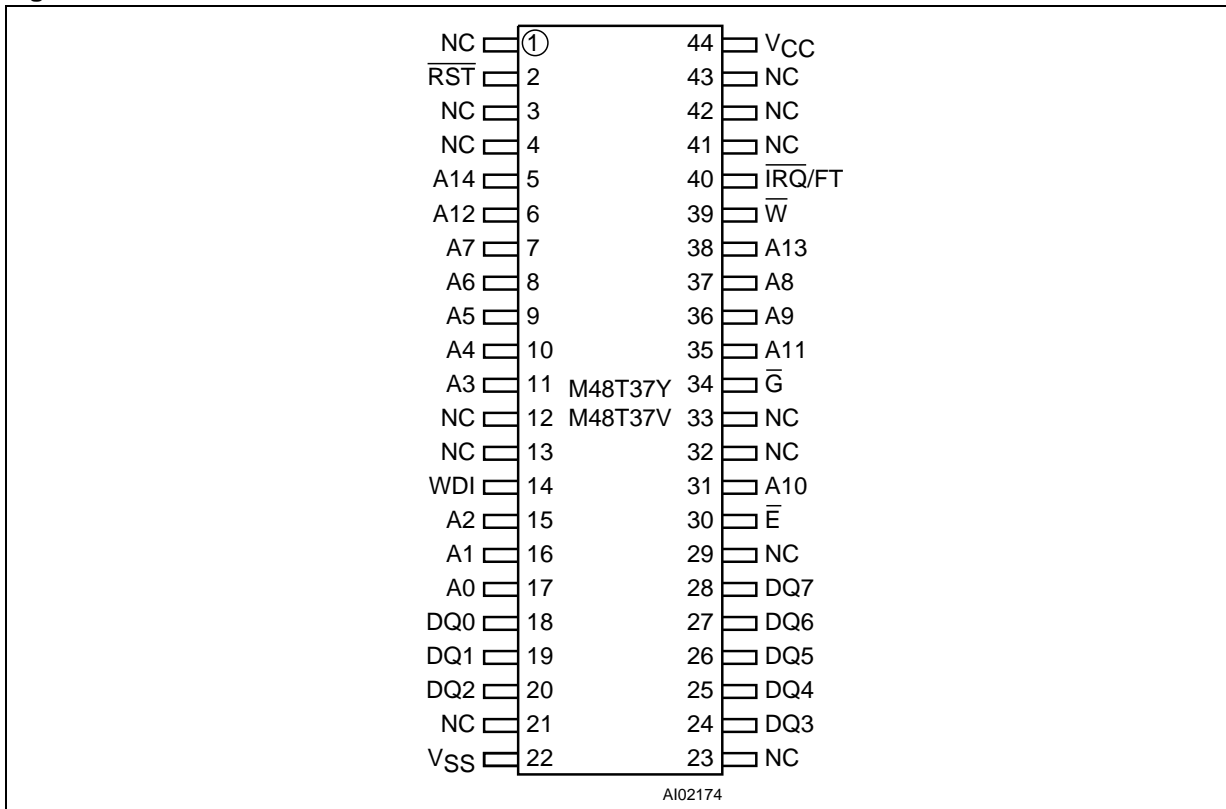 NC 1 44 VCC
R̅S̅T̅ 2 43 NC
NC 3 42 NC
NC 4 41 NC
A14 5 40 I̅R̅Q̅/FT
A12 6 39 W̅
A7 7 38 A13
A6 8 37 A8
A5 9 36 A9
A4 10 35 A11
A3 11 M48T37Y 34 G̅
NC 12 M48T37V 33 NC
NC 13 32 NC
WDI 14 31 A10
A2 15 30 E̅
A1 16 29 NC
A0 17 28 DQ7
DQ0 18 27 DQ6
DQ1 19 26 DQ5
DQ2 20 25 DQ4
NC 21 24 DQ3
VSS 22 23 NC
AI02174